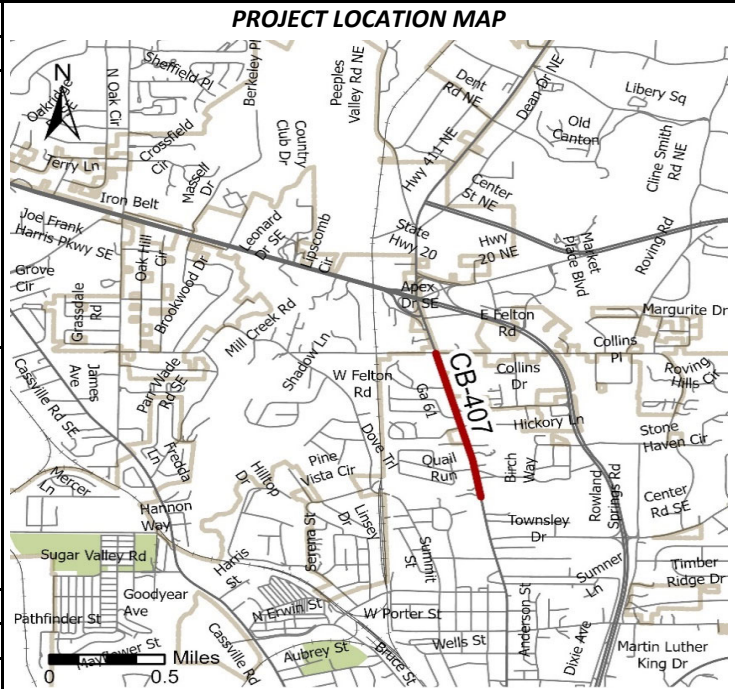 PROJECT LOCATION MAP
N
Oakridge
N Oak Cir
Sheffield Pl
Berkeley Pl
Peeples
Valley Rd NE
Dent
Rd NE
Dean Dr NE
Libery Sq
Old
Canton
Cline Smith
Rd NE
Terry Ln
Crossfield
Cir
Massell
Dr
Country
Club Dr
Hwy 411 NE
Center
St NE
Iron Belt
Joe Frank
Harris Pkwy SE
Oak Hill
Cir
Leonard
Dr SE
Lipscomb
Cir
State
Hwy 20
Hwy
20 NE
Market
Place Blvd
Roving Rd
Grove
Cir
Grassdale
Rd
Brookwood Dr
Apex
Dr SE
E Felton
Rd
Margurite Dr
Mill Creek Rd
Shadow Ln
Collins
Pl
Cassville Rd SE
James
Ave
Parr Wade
Rd SE
W Felton
Rd
Ga 61
CB-407
Collins
Dr
Roving
Hills Cir
Hickory Ln
Stone
Haven Cir
Fredda
Ln
Dove Trl
Mercer
Ln
Hilltop
Dr
Pine
Vista Cir
Quail
Run
Birch
Way
Rowland
Springs Rd
Center
Rd SE
Hannon
Way
Serena St
Linsey
Dr
Townsley
Dr
Sugar Valley Rd
Harris
St
Summit
St
Sumner
Ln
Timber
Ridge Dr
Goodyear
Ave
Pathfinder St
N Erwin St
W Porter St
Anderson St
Mayflower St
Cassville
Rd
Aubrey St
Bruce St
Wells St
Dixie Ave
Martin Luther
King Dr
0
0.5
Miles